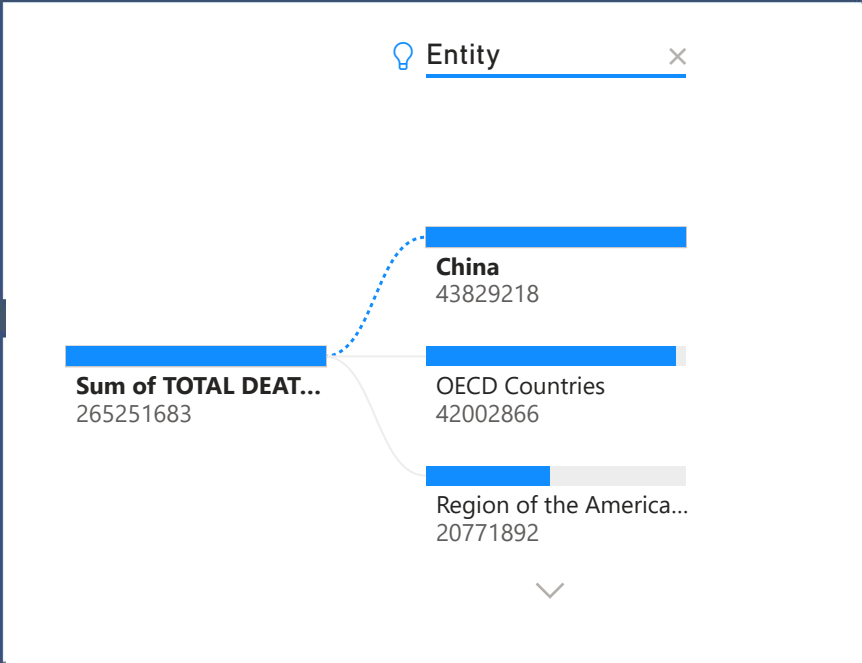 Entity
China
43829218
Sum of TOTAL DEAT...
265251683
OECD Countries
42002866
Region of the America...
20771892